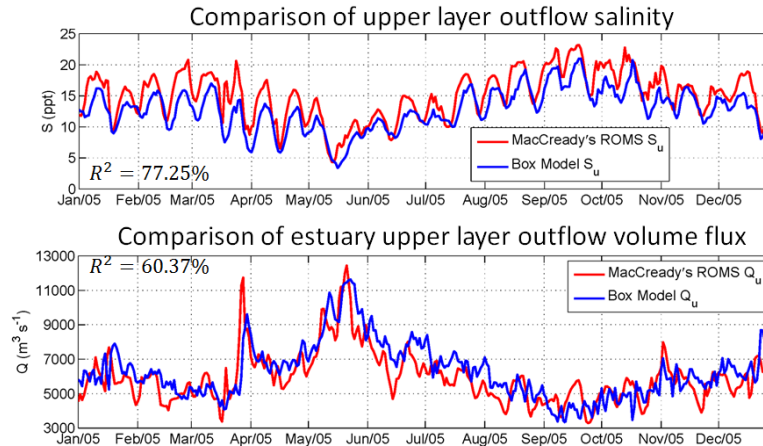 Comparison of upper layer outflow salinity
25
20
15
10
5
0
S (ppt)
R² = 77.25%
MacCready's ROMS Sᵤ
Box Model Sᵤ
Jan/05 Feb/05 Mar/05 Apr/05 May/05 Jun/05 Jul/05 Aug/05 Sep/05 Oct/05 Nov/05 Dec/05
Comparison of estuary upper layer outflow volume flux
13000
11000
9000
7000
5000
3000
Q (m³ s⁻¹)
R² = 60.37%
MacCready's ROMS Qᵤ
Box Model Qᵤ
Jan/05 Feb/05 Mar/05 Apr/05 May/05 Jun/05 Jul/05 Aug/05 Sep/05 Oct/05 Nov/05 Dec/05